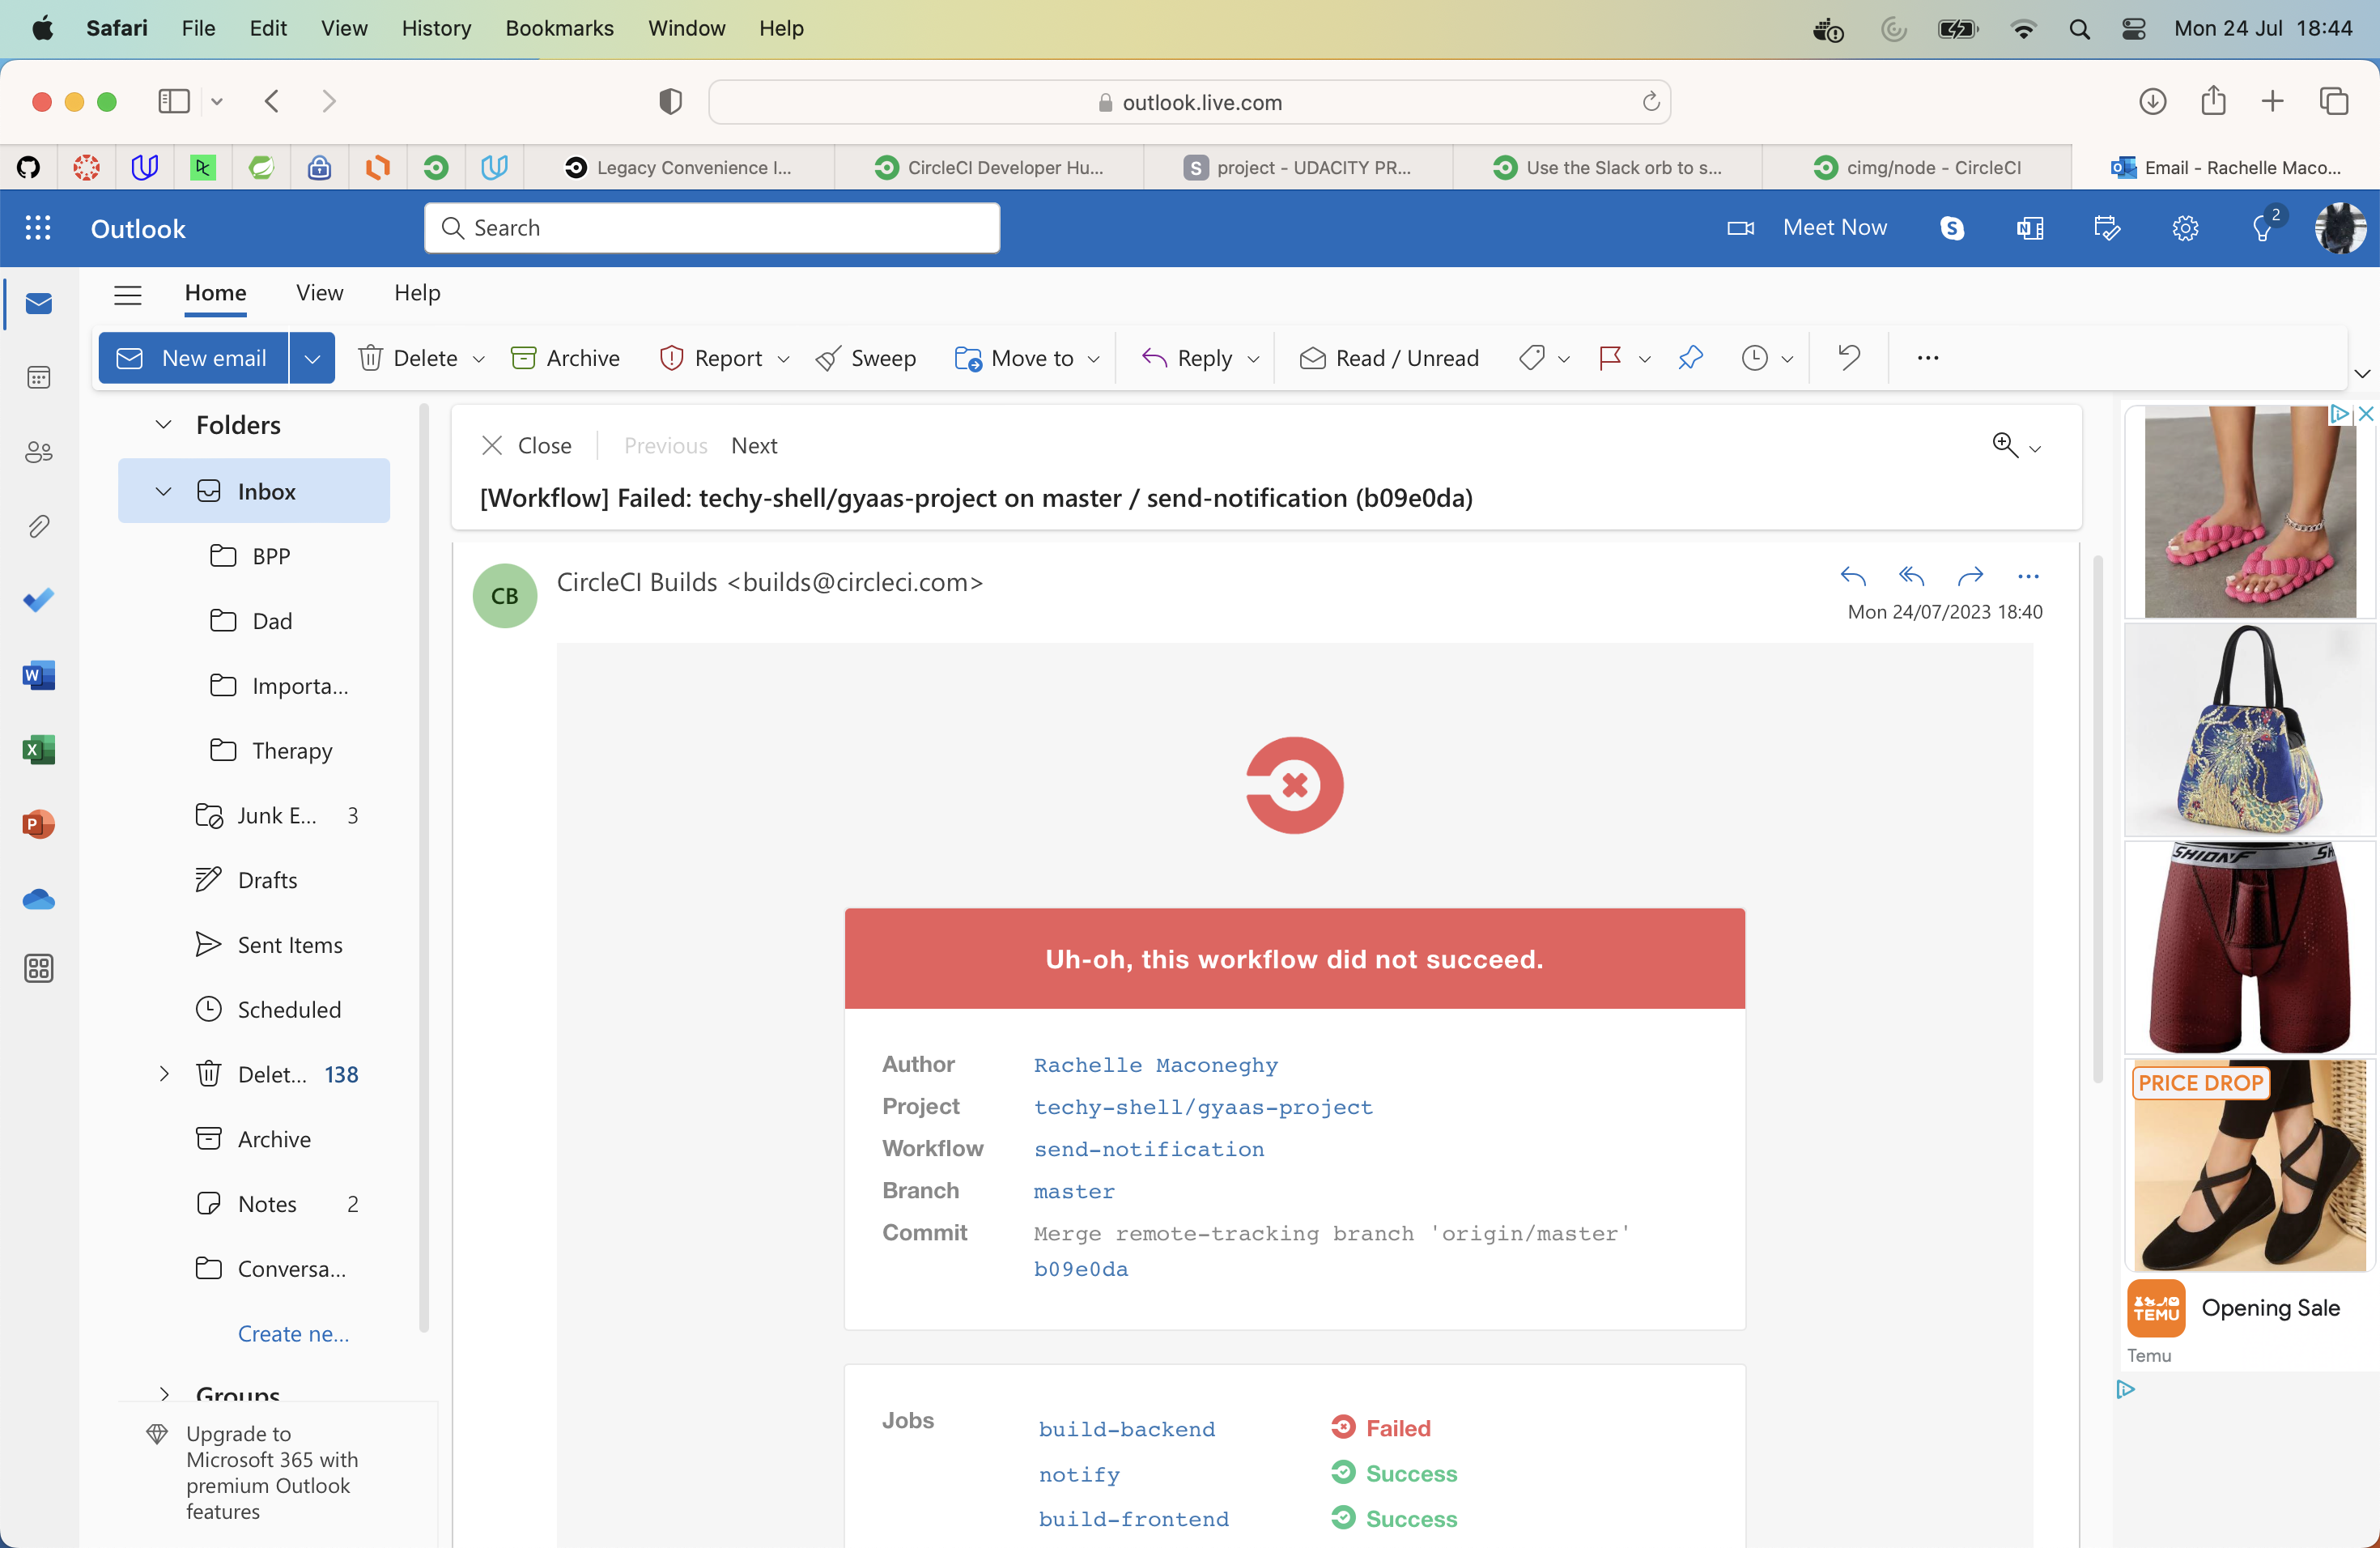 Safari File Edit View History Bookmarks Window Help Mon 24 Jul 18:44
outlook.live.com
Legacy Convenience I... CircleCI Developer Hu... S project - UDACITY PR... Use the Slack orb to s... cimg/node - CircleCI Email - Rachelle Maco...
Outlook Search Meet Now 2
Home View Help
New email Delete Archive Report Sweep Move to Reply Read / Unread
Folders
Inbox
BPP
Dad
Importa...
Therapy
Junk E... 3
Drafts
Sent Items
Scheduled
Delet... 138
Archive
Notes 2
Conversa...
Create ne...
Groups
Upgrade to
Microsoft 365 with
premium Outlook
features
Close Previous Next
[Workflow] Failed: techy-shell/gyaas-project on master / send-notification (b09e0da)
CB CircleCI Builds <builds@circleci.com>
Mon 24/07/2023 18:40
Uh-oh, this workflow did not succeed.
Author Rachelle Maconeghy
Project techy-shell/gyaas-project
Workflow send-notification
Branch master
Commit Merge remote-tracking branch 'origin/master'
b09e0da
Jobs build-backend Failed
notify Success
build-frontend Success
PRICE DROP
TEMU Opening Sale
Temu